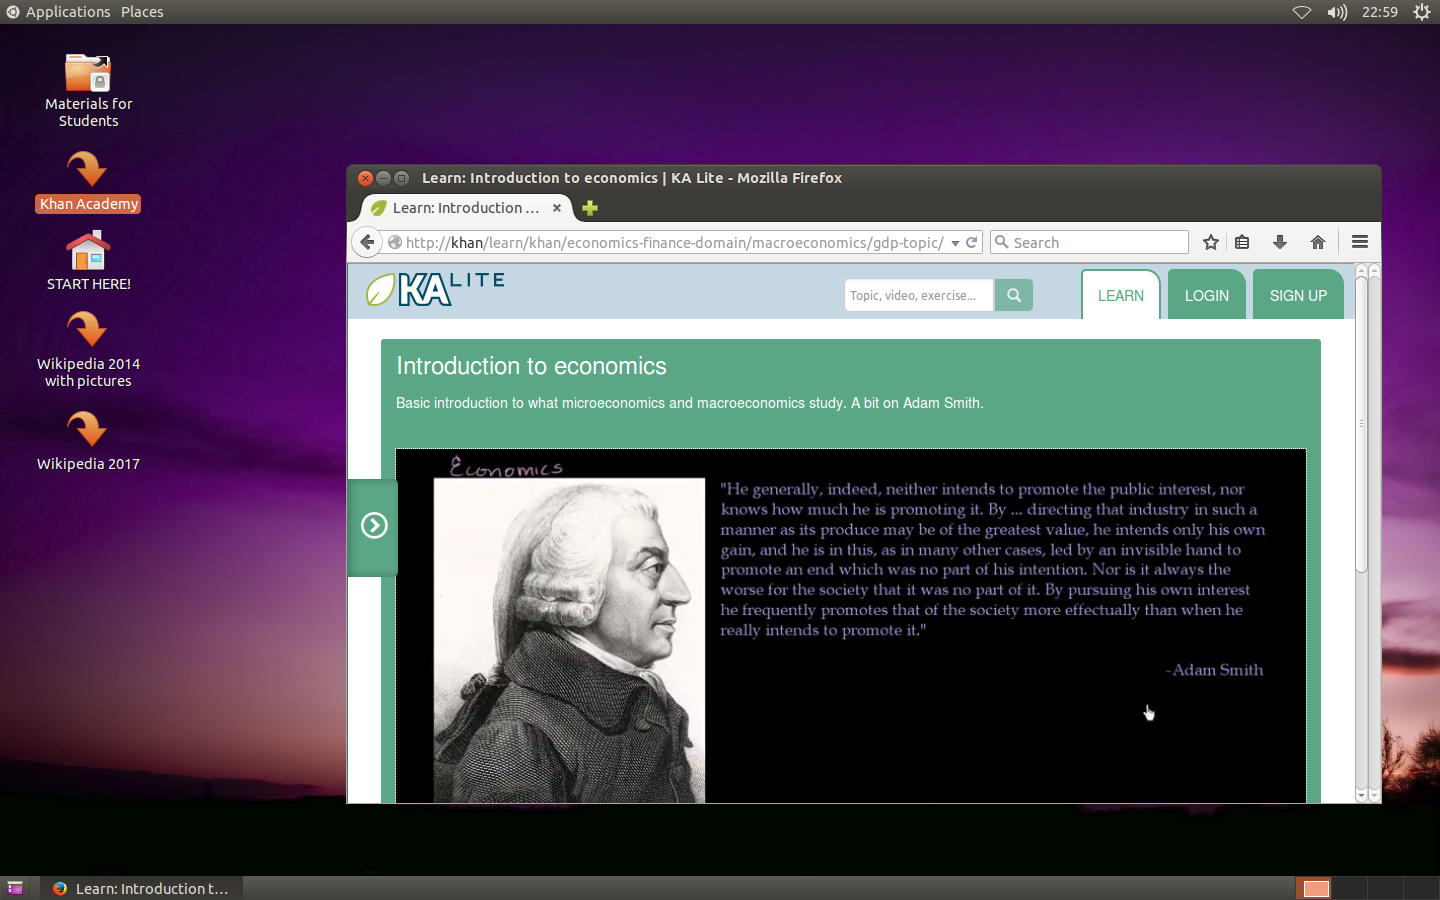 Applications Places
22:59
Materials for
Students
Khan Academy
START HERE!
Wikipedia 2014
with pictures
Wikipedia 2017
Learn: Introduction to economics | KA Lite - Mozilla Firefox
Learn: Introduction ...
http://khan/learn/khan/economics-finance-domain/macroeconomics/gdp-topic/
Search
KA LITE
Topic, video, exercise...
LEARN
LOGIN
SIGN UP
Introduction to economics
Basic introduction to what microeconomics and macroeconomics study. A bit on Adam Smith.
Economics
"He generally, indeed, neither intends to promote the public interest, nor
knows how much he is promoting it. By ... directing that industry in such a
manner as its produce may be of the greatest value, he intends only his own
gain, and he is in this, as in many other cases, led by an invisible hand to
promote an end which was no part of his intention. Nor is it always the
worse for the society that it was no part of it. By pursuing his own interest
he frequently promotes that of the society more effectually than when he
really intends to promote it."
-Adam Smith
Learn: Introduction t...